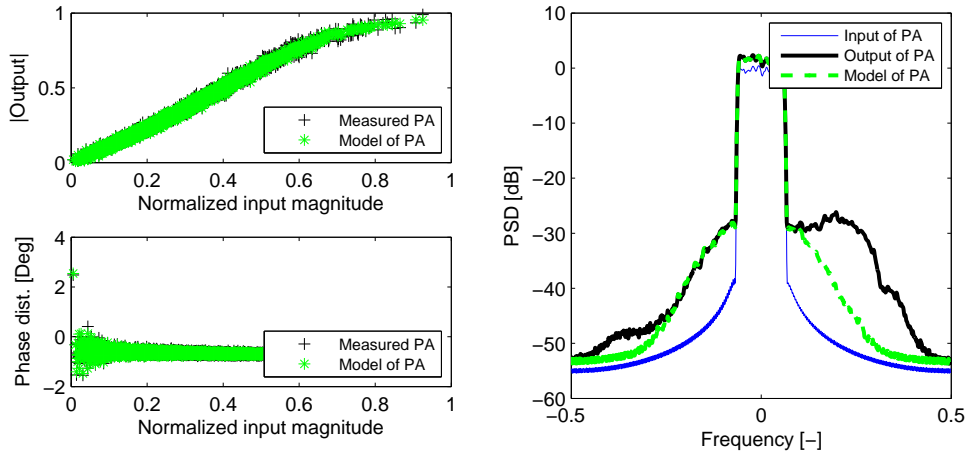 1
0.5
0
|Output|
0 0.2 0.4 0.6 0.8 1
Normalized input magnitude
Measured PA
Model of PA
4
2
0
−2
Phase dist. [Deg]
0 0.2 0.4 0.6 0.8 1
Normalized input magnitude
Measured PA
Model of PA
10
0
−10
−20
−30
−40
−50
−60
PSD [dB]
−0.5 0 0.5
Frequency [-]
Input of PA
Output of PA
Model of PA